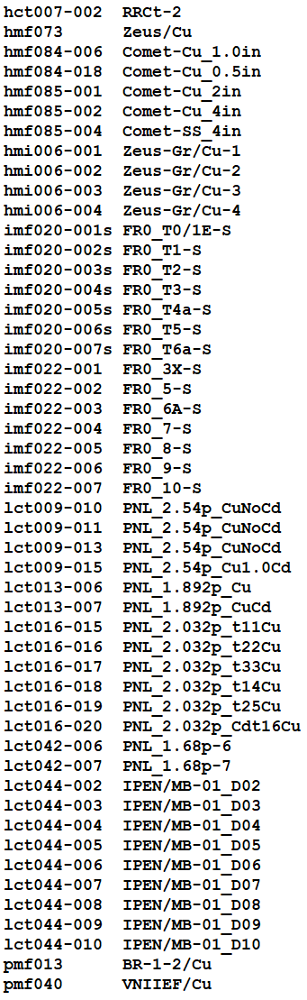 hct007-002 RRCt-2
hmf073 Zeus/Cu
hmf084-006 Comet-Cu_1.0in
hmf084-018 Comet-Cu_0.5in
hmf085-001 Comet-Cu_2in
hmf085-002 Comet-Cu_4in
hmf085-004 Comet-SS_4in
hmi006-001 Zeus-Gr/Cu-1
hmi006-002 Zeus-Gr/Cu-2
hmi006-003 Zeus-Gr/Cu-3
hmi006-004 Zeus-Gr/Cu-4
imf020-001s FR0_T0/1E-S
imf020-002s FR0_T1-S
imf020-003s FR0_T2-S
imf020-004s FR0_T3-S
imf020-005s FR0_T4a-S
imf020-006s FR0_T5-S
imf020-007s FR0_T6a-S
imf022-001 FR0_3X-S
imf022-002 FR0_5-S
imf022-003 FR0_6A-S
imf022-004 FR0_7-S
imf022-005 FR0_8-S
imf022-006 FR0_9-S
imf022-007 FR0_10-S
lct009-010 PNL_2.54p_CuNoCd
lct009-011 PNL_2.54p_CuNoCd
lct009-013 PNL_2.54p_CuNoCd
lct009-015 PNL_2.54p_Cu1.0Cd
lct013-006 PNL_1.892p_Cu
lct013-007 PNL_1.892p_CuCd
lct016-015 PNL_2.032p_t11Cu
lct016-016 PNL_2.032p_t22Cu
lct016-017 PNL_2.032p_t33Cu
lct016-018 PNL_2.032p_t14Cu
lct016-019 PNL_2.032p_t25Cu
lct016-020 PNL_2.032p_Cdt16Cu
lct042-006 PNL_1.68p-6
lct042-007 PNL_1.68p-7
lct044-002 IPEN/MB-01_D02
lct044-003 IPEN/MB-01_D03
lct044-004 IPEN/MB-01_D04
lct044-005 IPEN/MB-01_D05
lct044-006 IPEN/MB-01_D06
lct044-007 IPEN/MB-01_D07
lct044-008 IPEN/MB-01_D08
lct044-009 IPEN/MB-01_D09
lct044-010 IPEN/MB-01_D10
pmf013 BR-1-2/Cu
pmf040 VNIIEF/Cu